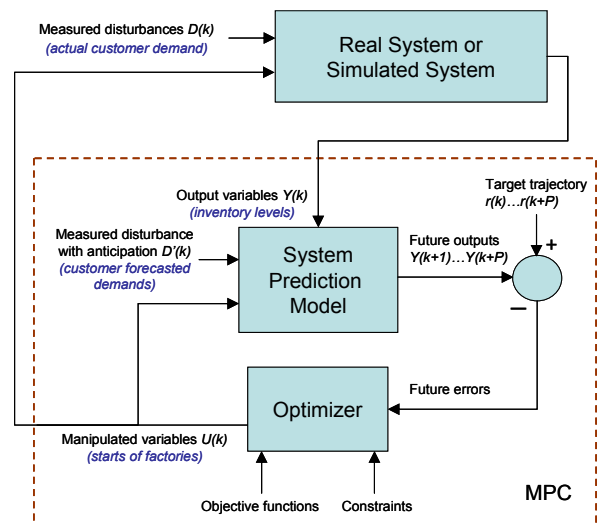 Measured disturbances D(k)
(actual customer demand)
Real System or
Simulated System
Output variables Y(k)
(inventory levels)
Target trajectory
r(k)…r(k+P)
Measured disturbance
with anticipation D'(k)
(customer forecasted
demands)
System
Prediction
Model
Future outputs
Y(k+1)…Y(k+P)
+
−
Optimizer
Future errors
Manipulated variables U(k)
(starts of factories)
Objective functions
Constraints
MPC